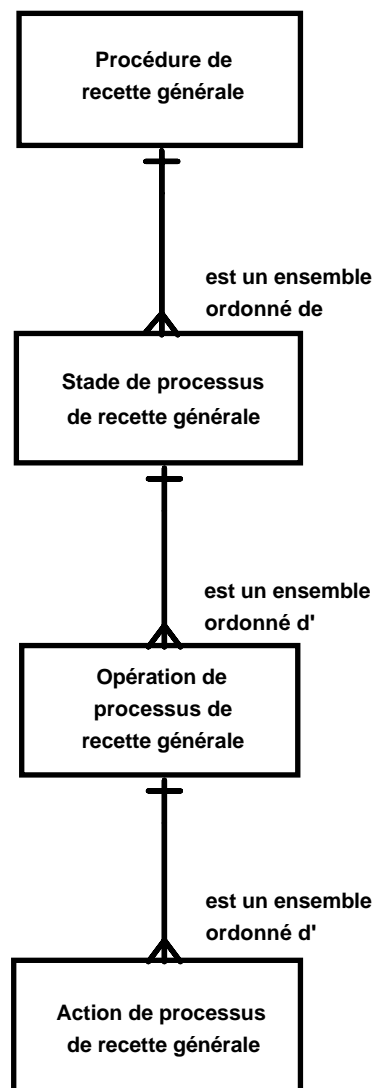 Procédure de
recette générale
est un ensemble
ordonné de
Stade de processus
de recette générale
est un ensemble
ordonné d'
Opération de
processus de
recette générale
est un ensemble
ordonné d'
Action de processus
de recette générale